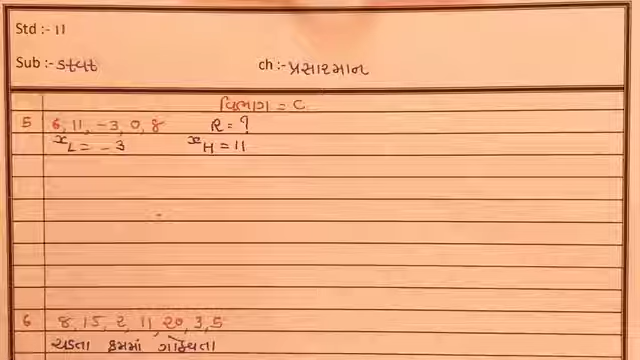 Std :- 11
Sub :- સ્ટેટ ch :- પ્રસારમાન
વિભાગ = C
5 6, 11, -3, 0, 8 R = ?
xL = -3 xH = 11
6 8, 15, 2, 11, 20, 3, 5
ચડતા ક્રમમાં ગોઠવતા